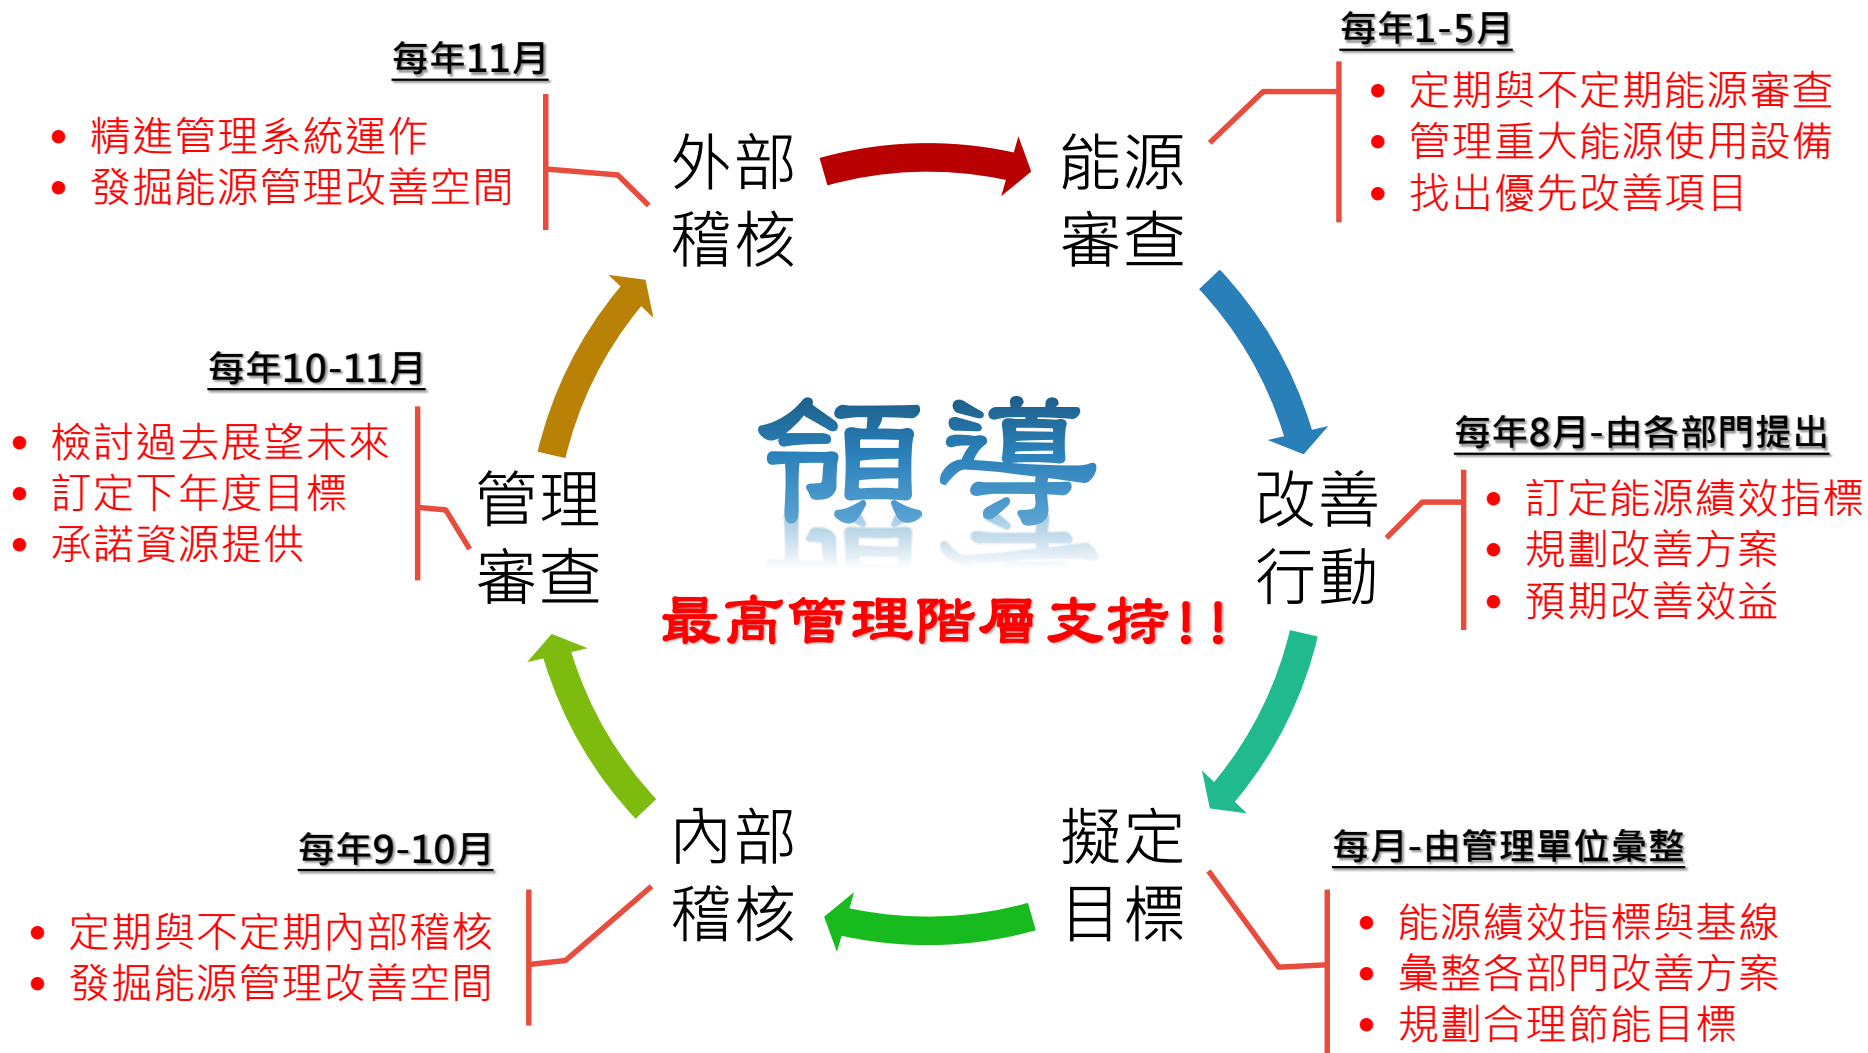 每年1-5月
• 定期與不定期能源審查
• 管理重大能源使用設備
• 找出優先改善項目
每年11月
• 精進管理系統運作
• 發掘能源管理改善空間
外部
稽核
能源
審查
每年10-11月
• 檢討過去展望未來
• 訂定下年度目標
• 承諾資源提供
管理
審查
領導
最高管理階層支持!!
改善
行動
每年8月-由各部門提出
• 訂定能源績效指標
• 規劃改善方案
• 預期改善效益
每年9-10月
• 定期與不定期內部稽核
• 發掘能源管理改善空間
內部
稽核
擬定
目標
每月-由管理單位彙整
• 能源績效指標與基線
• 彙整各部門改善方案
• 規劃合理節能目標